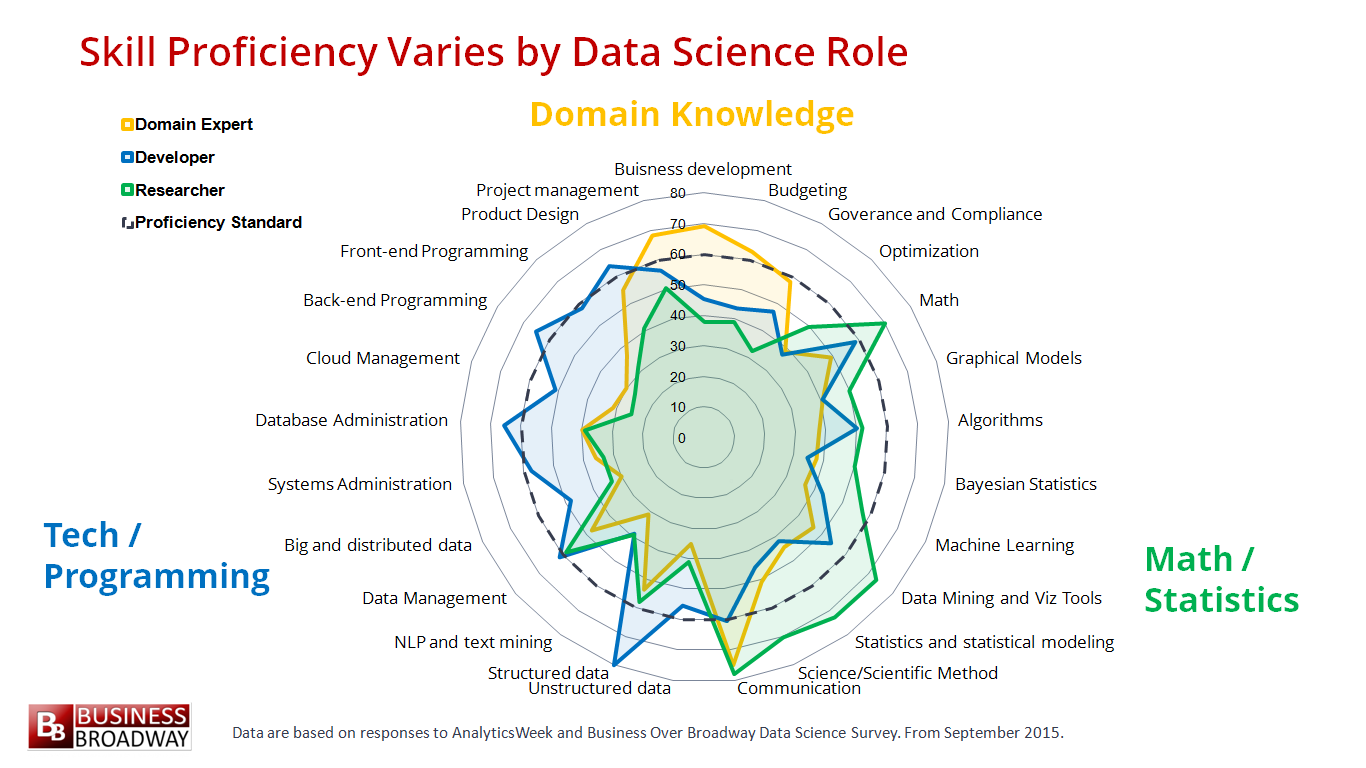 Skill Proficiency Varies by Data Science Role
Domain Knowledge
Domain Expert
Developer
Researcher
Proficiency Standard
Buisness development
Budgeting
Goverance and Compliance
Optimization
Math
Graphical Models
Algorithms
Bayesian Statistics
Machine Learning
Data Mining and Viz Tools
Statistics and statistical modeling
Science/Scientific Method
Communication
Unstructured data
Structured data
NLP and text mining
Data Management
Big and distributed data
Systems Administration
Database Administration
Cloud Management
Back-end Programming
Front-end Programming
Product Design
Project management
80
70
60
50
40
30
20
10
0
Tech /
Programming
Math /
Statistics
BB
BUSINESS
BROADWAY
Data are based on responses to AnalyticsWeek and Business Over Broadway Data Science Survey. From September 2015.